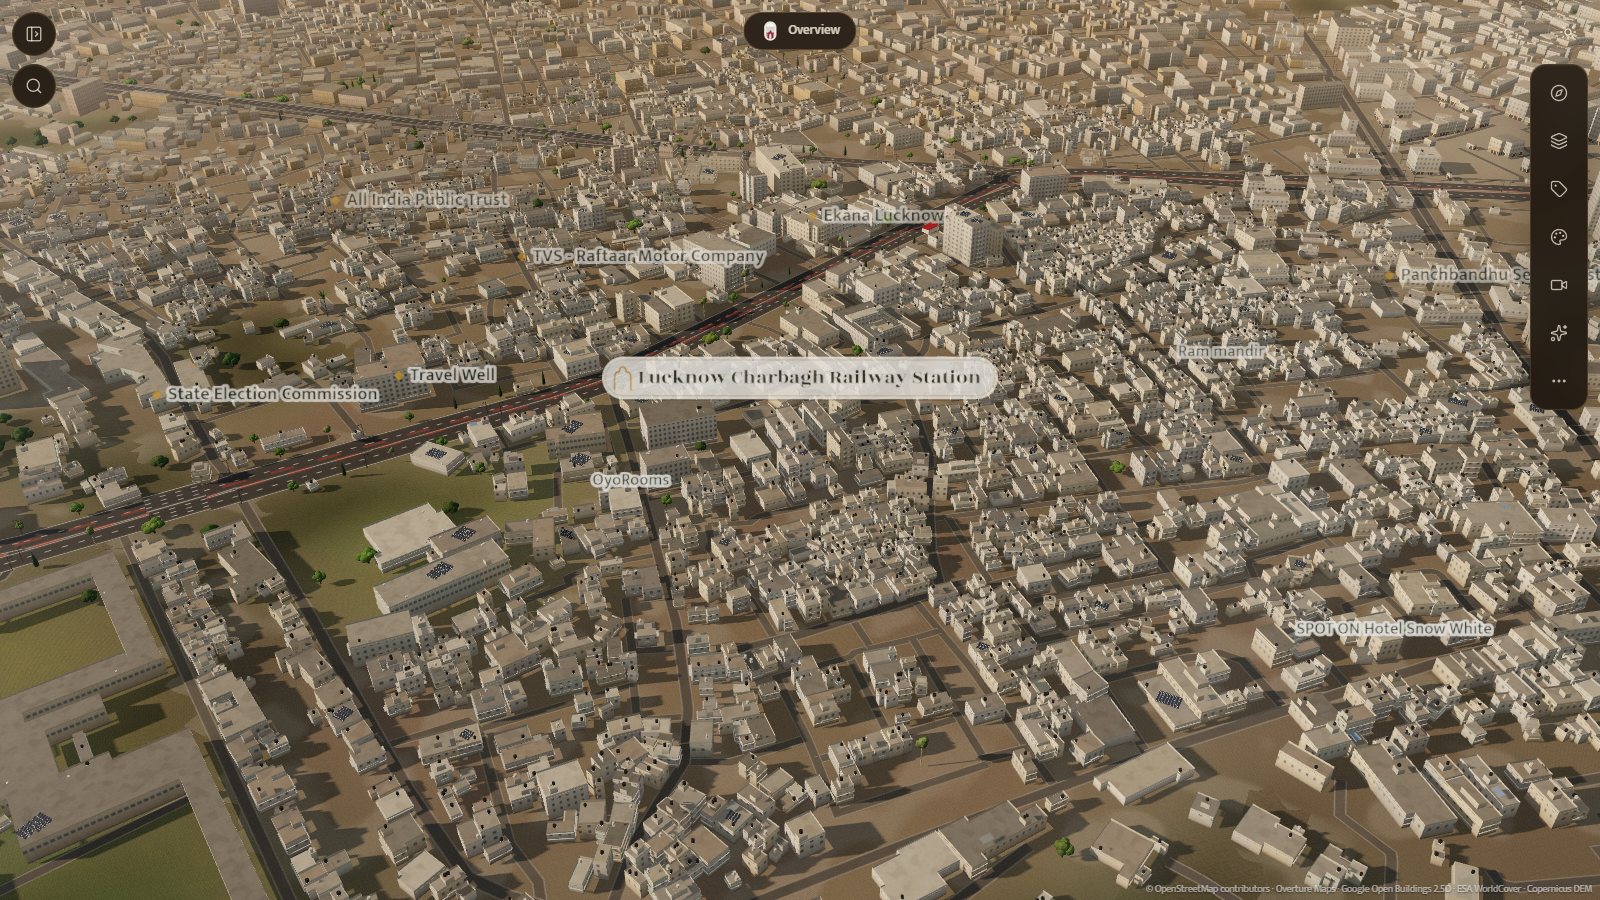 Overview
All India Public Trust
Ekana Lucknow
TVS - Raftaar Motor Company
Panchbandhu Se
Ram mandir
Travel Well
Lucknow Charbagh Railway Station
State Election Commission
OyoRooms
SPOT ON Hotel Snow White
© OpenStreetMap contributors · Overture Maps · Google Open Buildings 2.5D · ESA WorldCover · Copernicus DEM